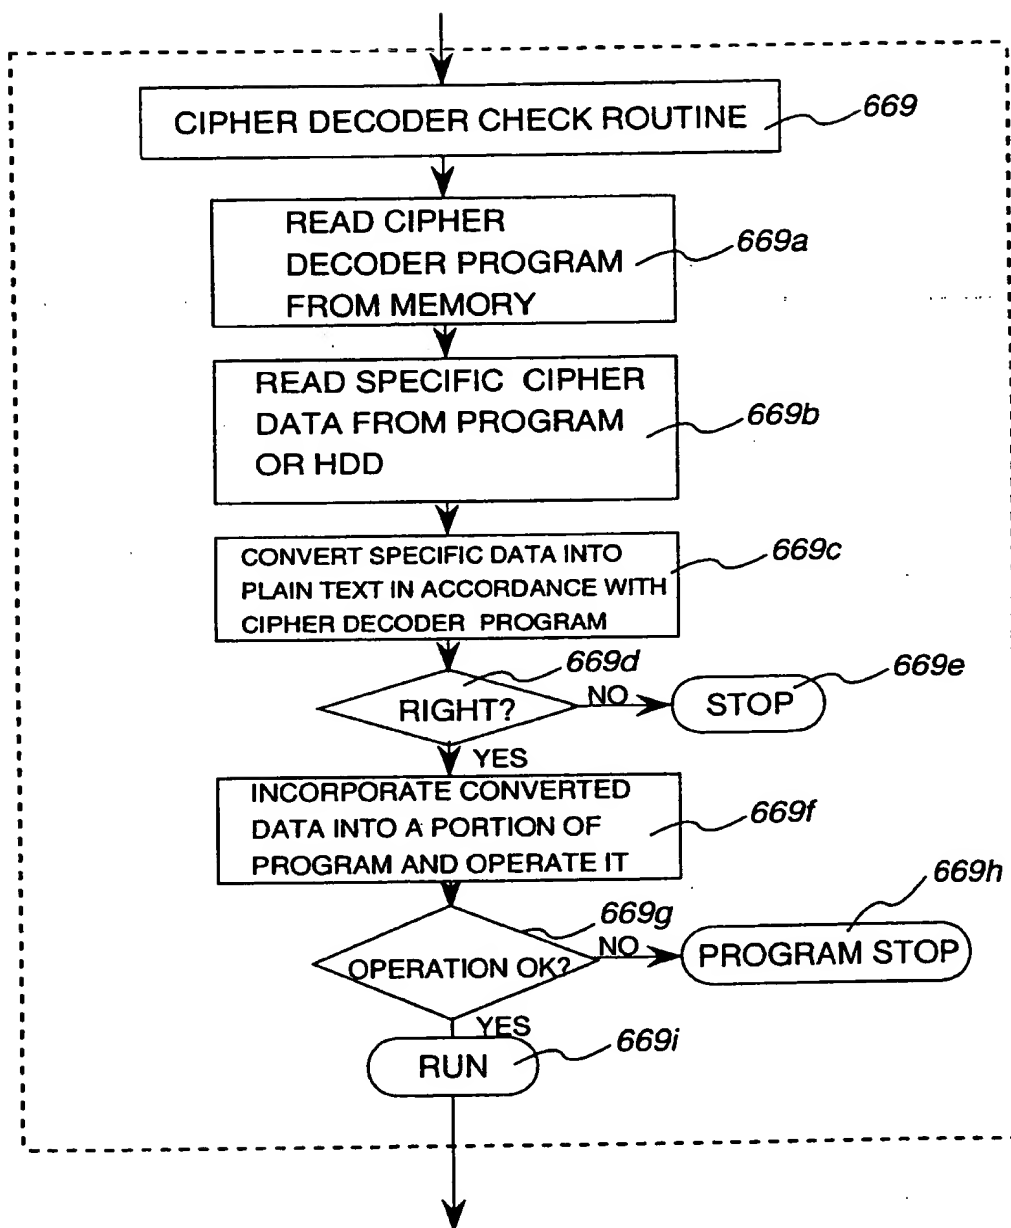 CIPHER DECODER CHECK ROUTINE
669
READ CIPHER
DECODER PROGRAM
FROM MEMORY
669a
READ SPECIFIC CIPHER
DATA FROM PROGRAM
OR HDD
669b
CONVERT SPECIFIC DATA INTO
PLAIN TEXT IN ACCORDANCE WITH
CIPHER DECODER PROGRAM
669c
669d
RIGHT?
NO
STOP
669e
YES
INCORPORATE CONVERTED
DATA INTO A PORTION OF
PROGRAM AND OPERATE IT
669f
669g
OPERATION OK?
NO
PROGRAM STOP
669h
YES
RUN
669i